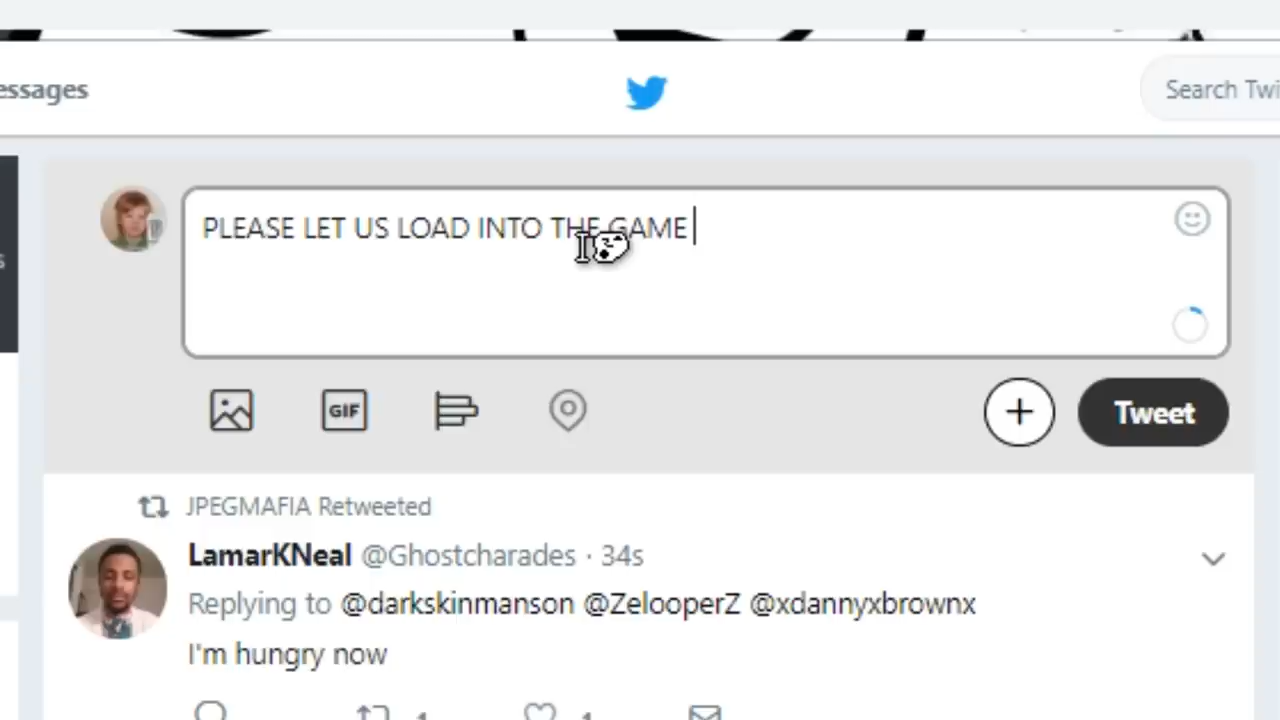 essages
Search Twi
PLEASE LET US LOAD INTO THE GAME
GIF
+
Tweet
JPEGMAFIA Retweeted
LamarKNeal @Ghostcharades · 34s
Replying to @darkskinmanson @ZelooperZ @xdannyxbrownx
I'm hungry now